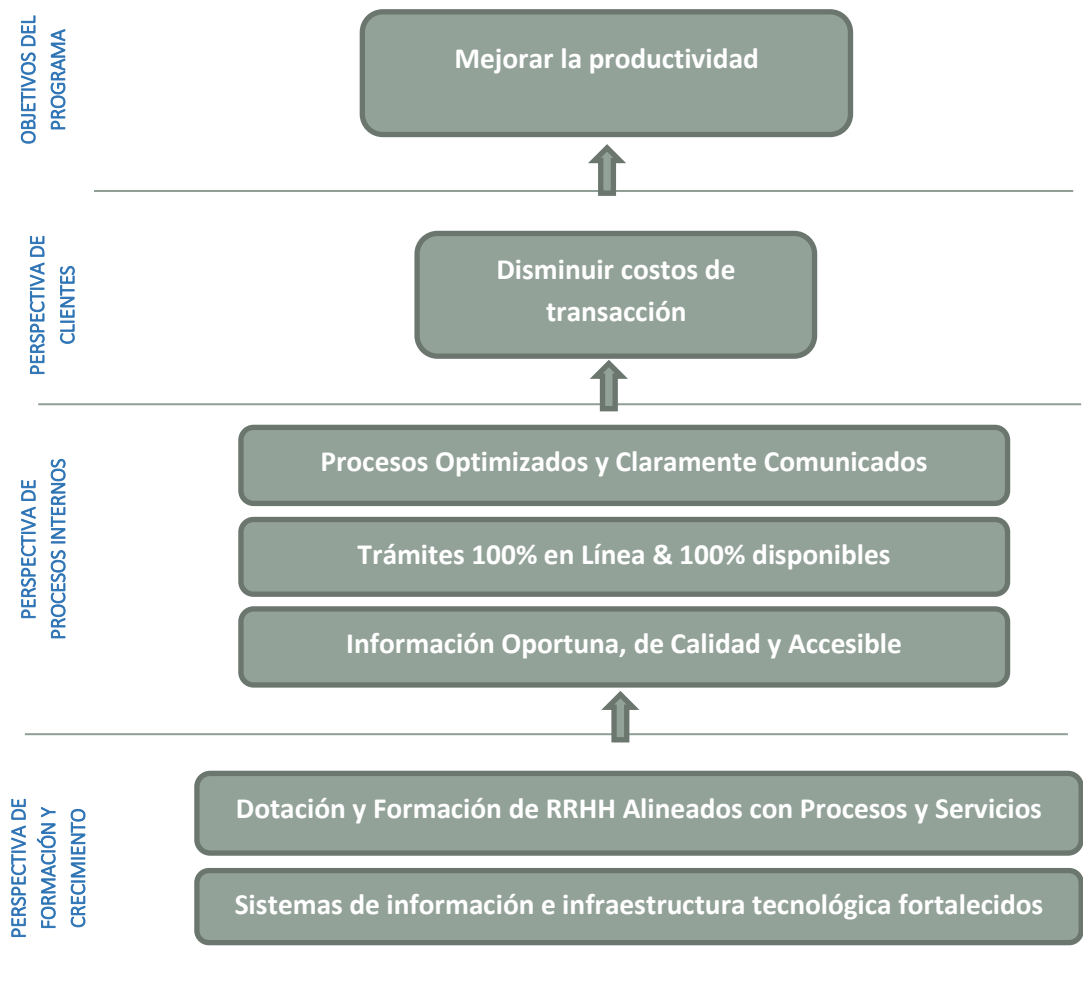 OBJETIVOS DEL
PROGRAMA
Mejorar la productividad
PERSPECTIVA DE
CLIENTES
Disminuir costos de
transacción
PERSPECTIVA DE
PROCESOS INTERNOS
Procesos Optimizados y Claramente Comunicados
Trámites 100% en Línea & 100% disponibles
Información Oportuna, de Calidad y Accesible
PERSPECTIVA DE
FORMACIÓN Y
CRECIMIENTO
Dotación y Formación de RRHH Alineados con Procesos y Servicios
Sistemas de información e infraestructura tecnológica fortalecidos